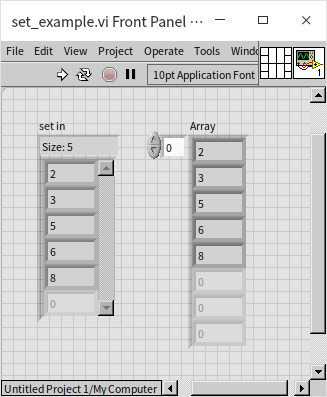 set_example.vi Front Panel ...
File Edit View Project Operate Tools
10pt Application Font
1
set in
Size: 5
2
3
5
6
8
0
0
Array
2
3
5
6
8
0
0
0
Untitled Project 1/My Computer